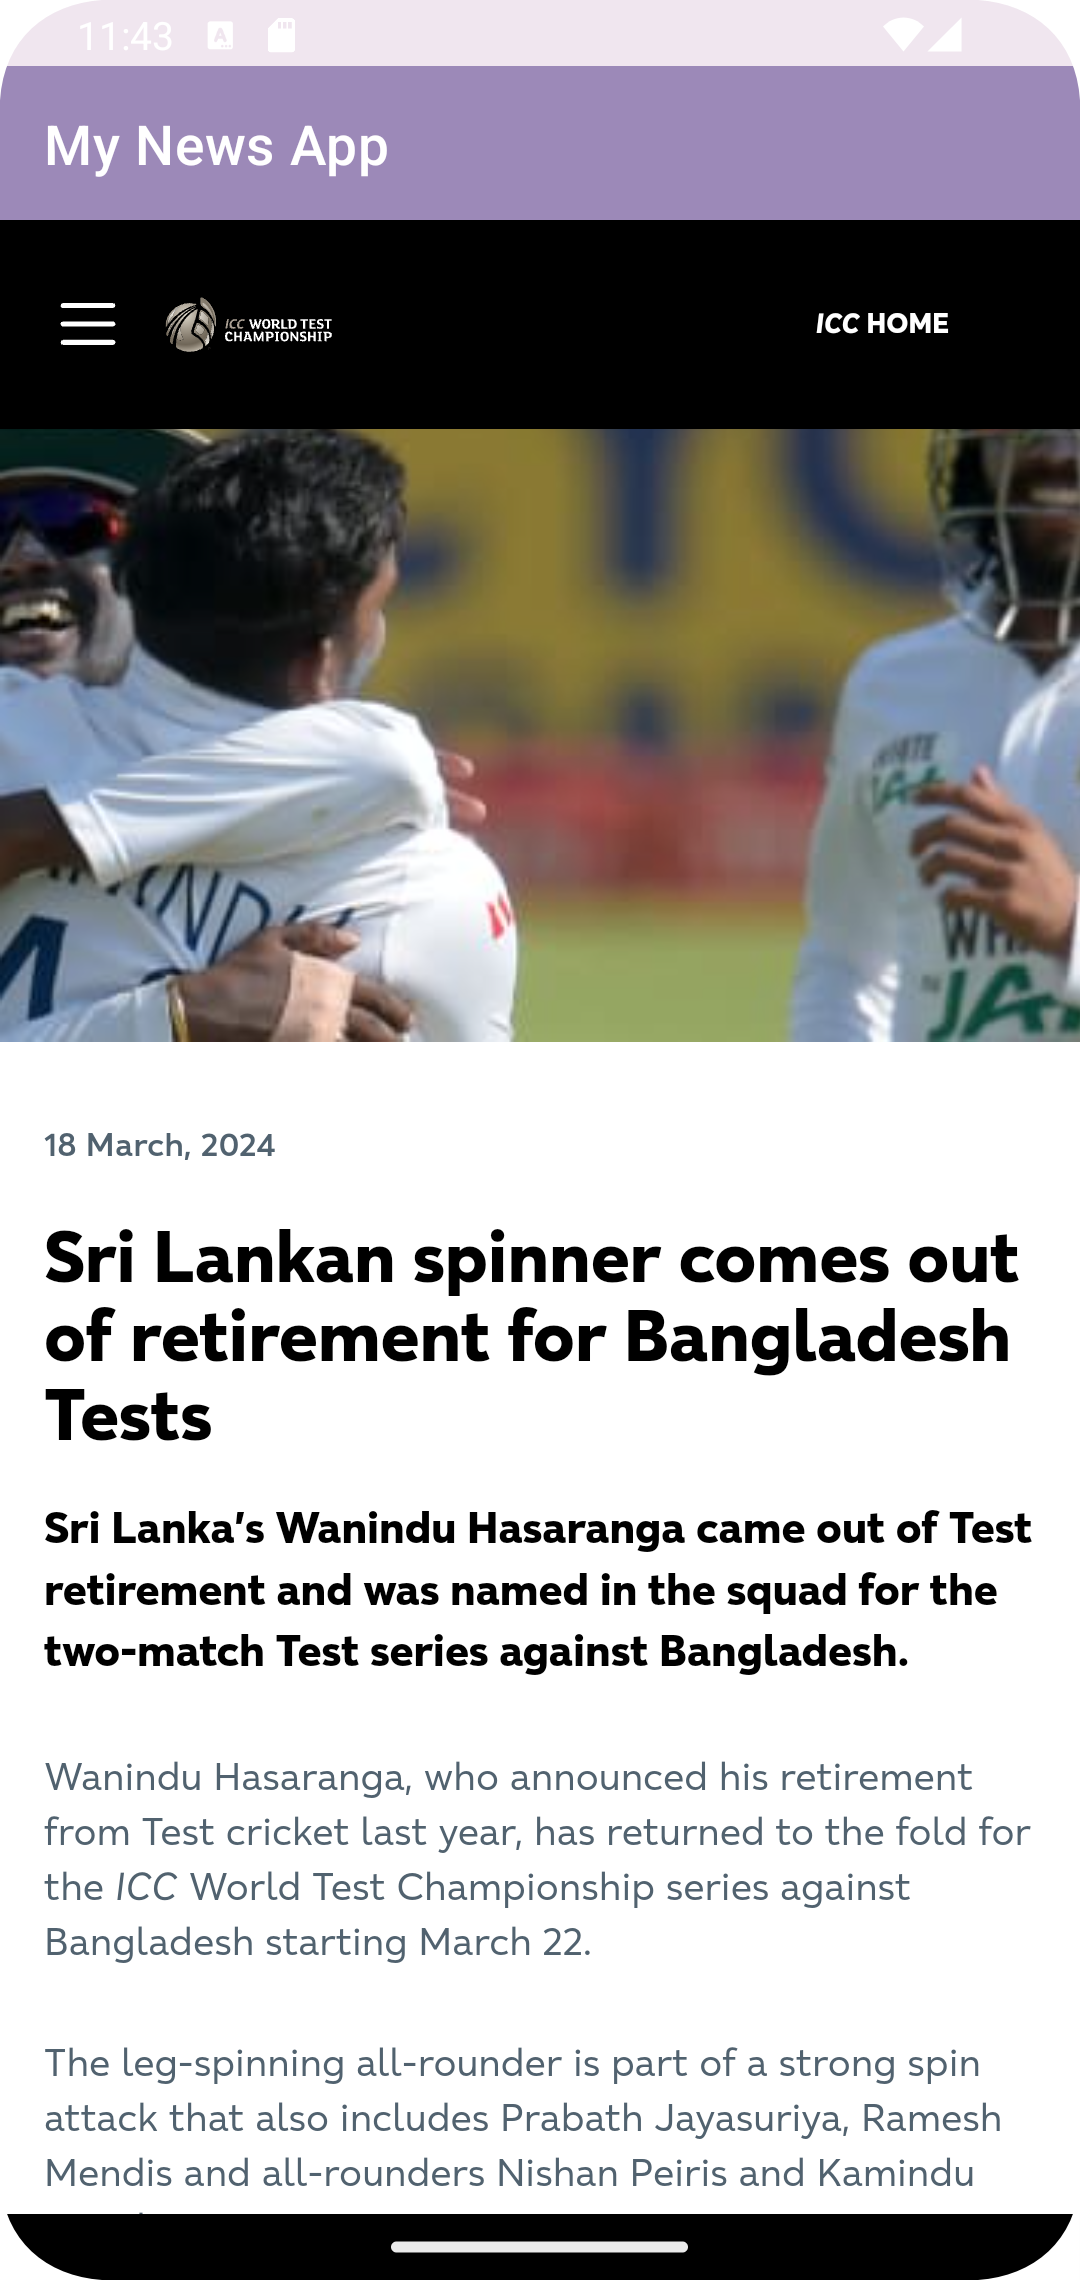 11:43
My News App
ICC WORLD TEST
CHAMPIONSHIP
ICC HOME
18 March, 2024
Sri Lankan spinner comes out
of retirement for Bangladesh
Tests
Sri Lanka’s Wanindu Hasaranga came out of Test
retirement and was named in the squad for the
two-match Test series against Bangladesh.
Wanindu Hasaranga, who announced his retirement
from Test cricket last year, has returned to the fold for
the ICC World Test Championship series against
Bangladesh starting March 22.
The leg-spinning all-rounder is part of a strong spin
attack that also includes Prabath Jayasuriya, Ramesh
Mendis and all-rounders Nishan Peiris and Kamindu